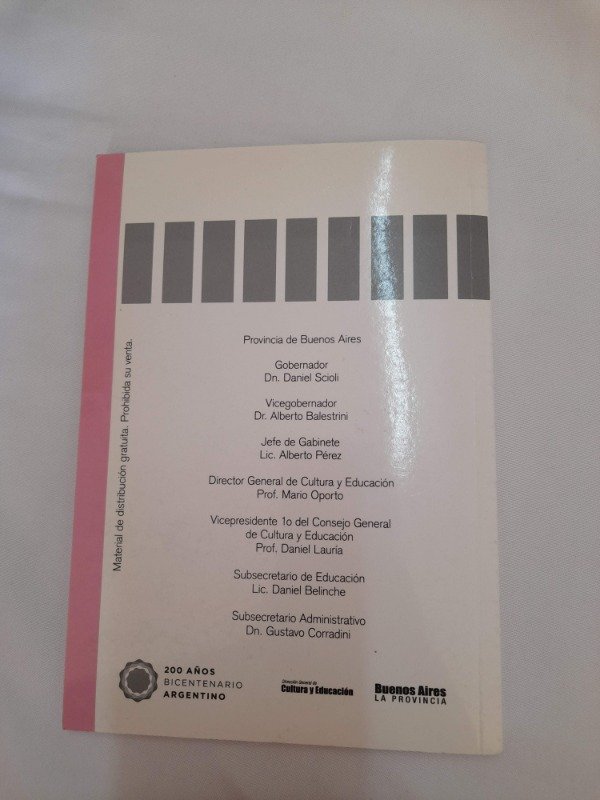 Material de distribución gratuita. Prohibida su venta.
Provincia de Buenos Aires
Gobernador
Dn. Daniel Scioli
Vicegobernador
Dr. Alberto Balestrini
Jefe de Gabinete
Lic. Alberto Pérez
Director General de Cultura y Educación
Prof. Mario Oporto
Vicepresidente 1o del Consejo General
de Cultura y Educación
Prof. Daniel Lauría
Subsecretario de Educación
Lic. Daniel Belinche
Subsecretario Administrativo
Dn. Gustavo Corradini
200 AÑOS
BICENTENARIO
ARGENTINO
Dirección General de
Cultura y Educación
Buenos Aires
LA PROVINCIA